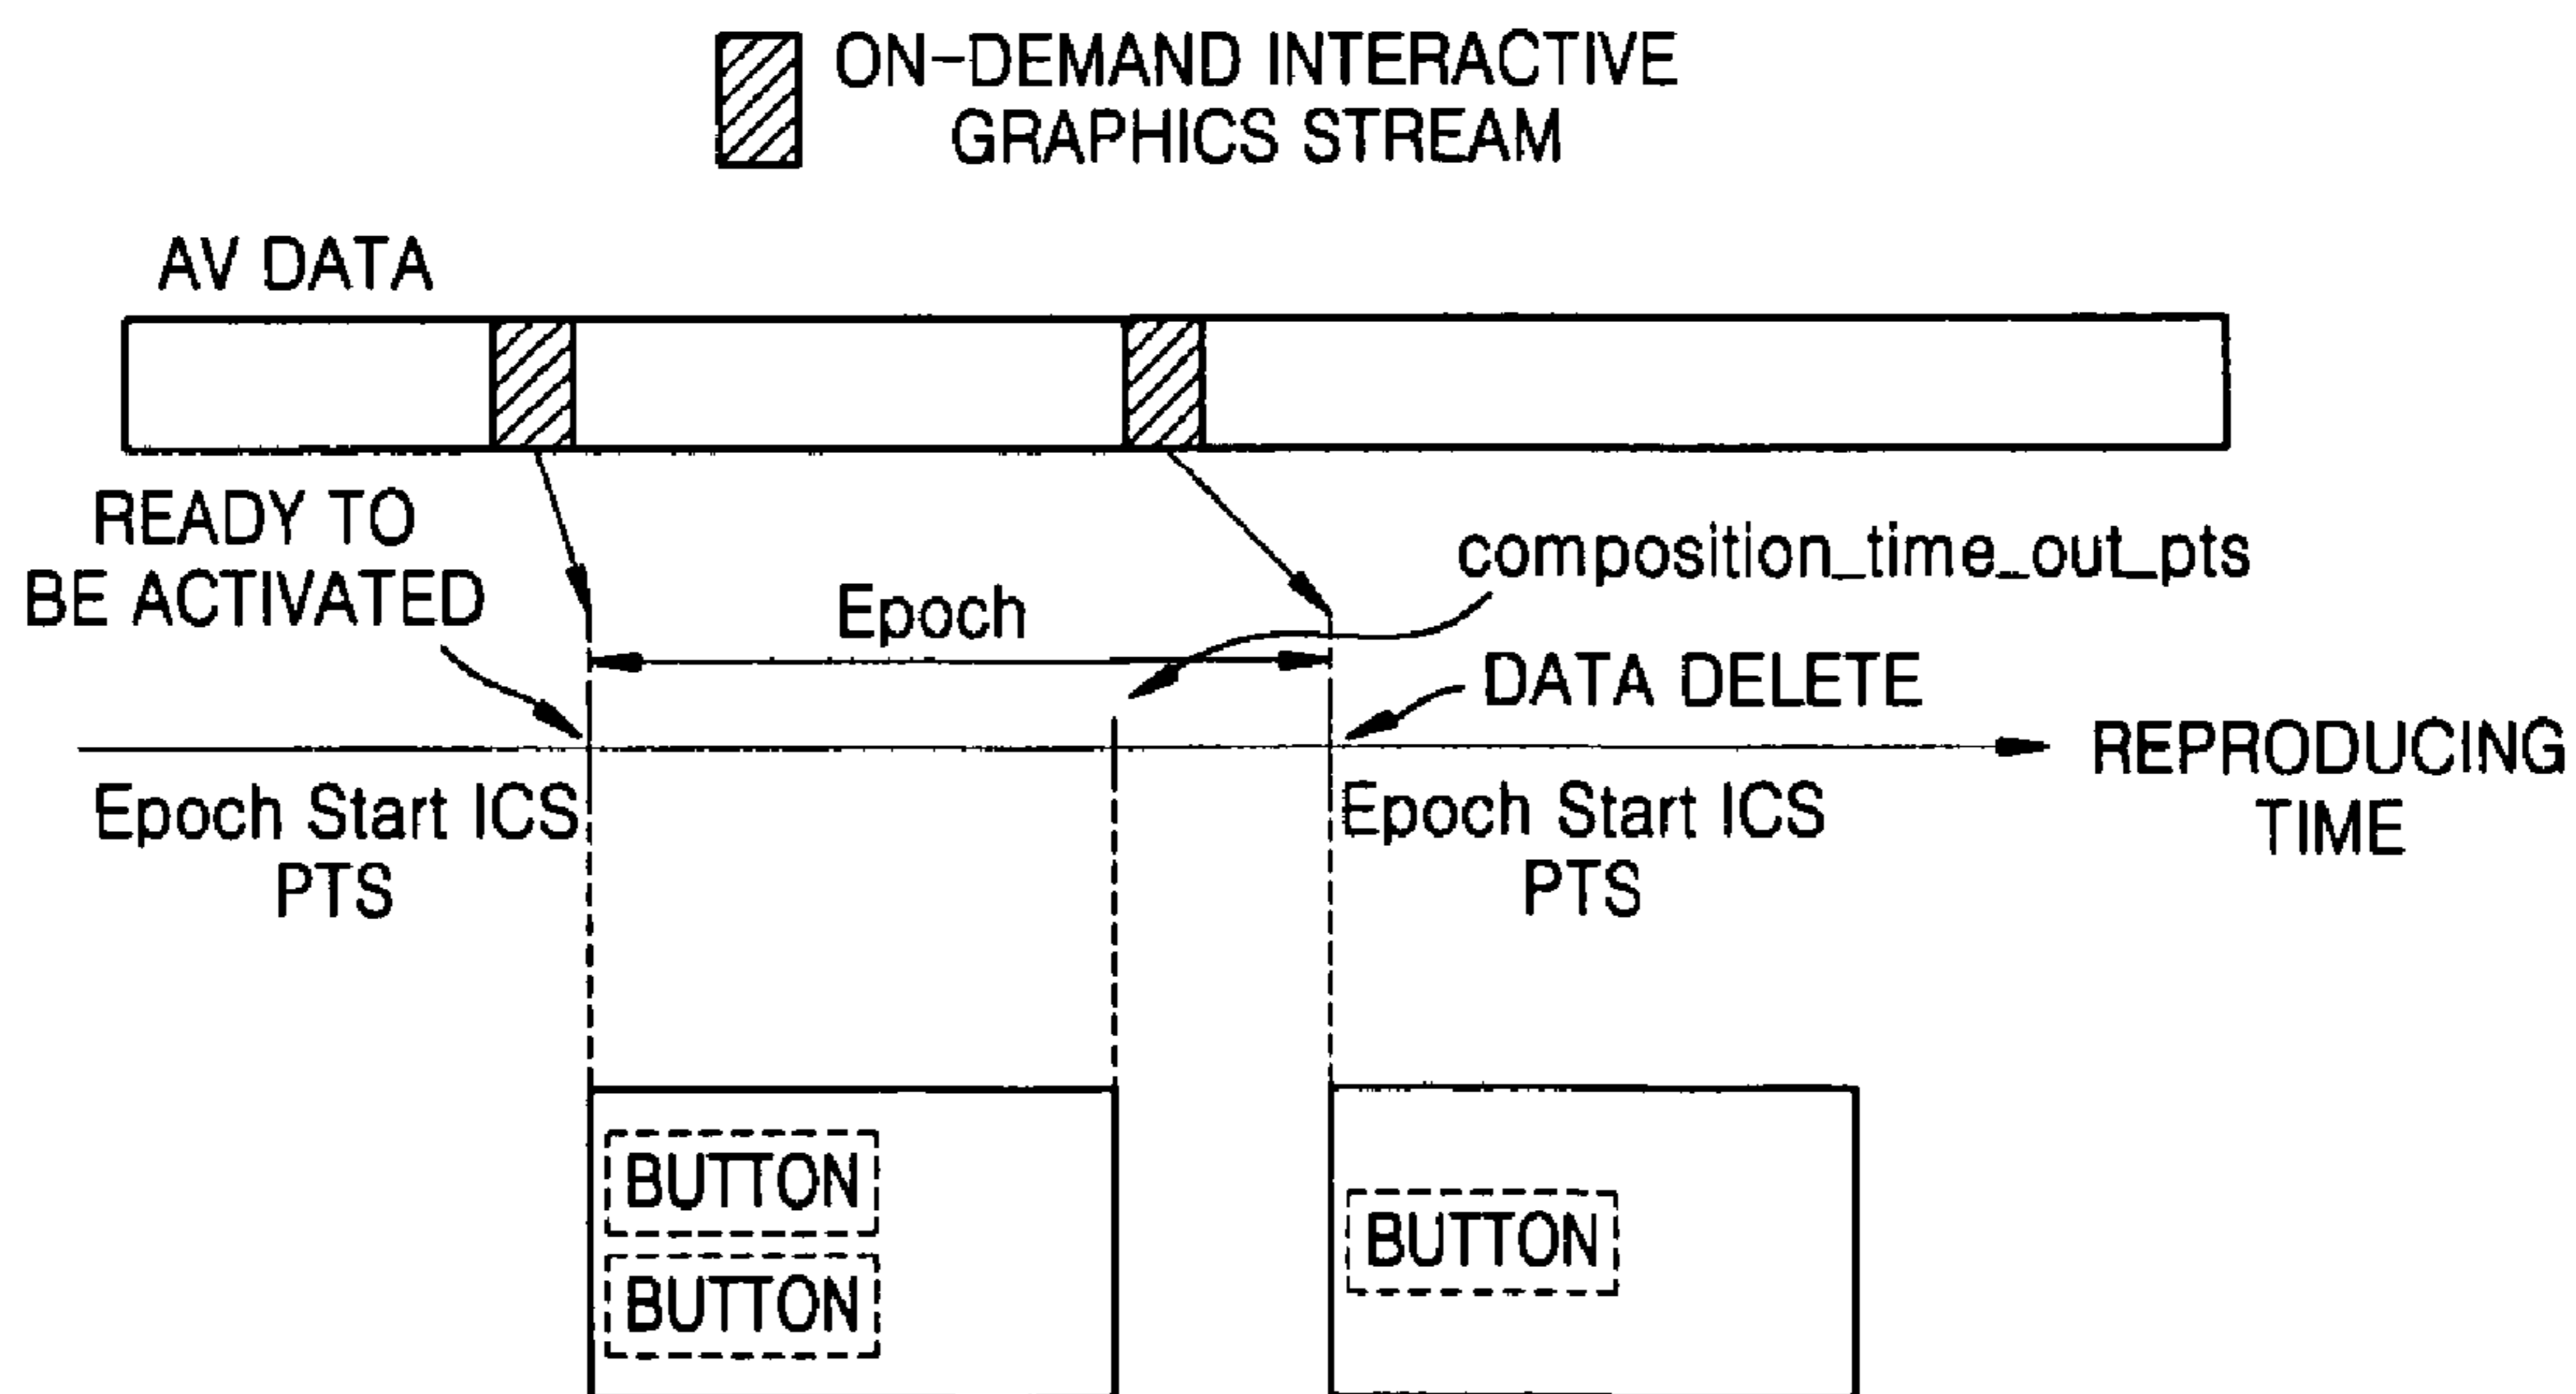 ON-DEMAND INTERACTIVE
GRAPHICS STREAM
AV DATA
READY TO
BE ACTIVATED
composition_time_out_pts
Epoch
DATA DELETE
REPRODUCING
TIME
Epoch Start ICS
PTS
Epoch Start ICS
PTS
BUTTON
BUTTON
BUTTON